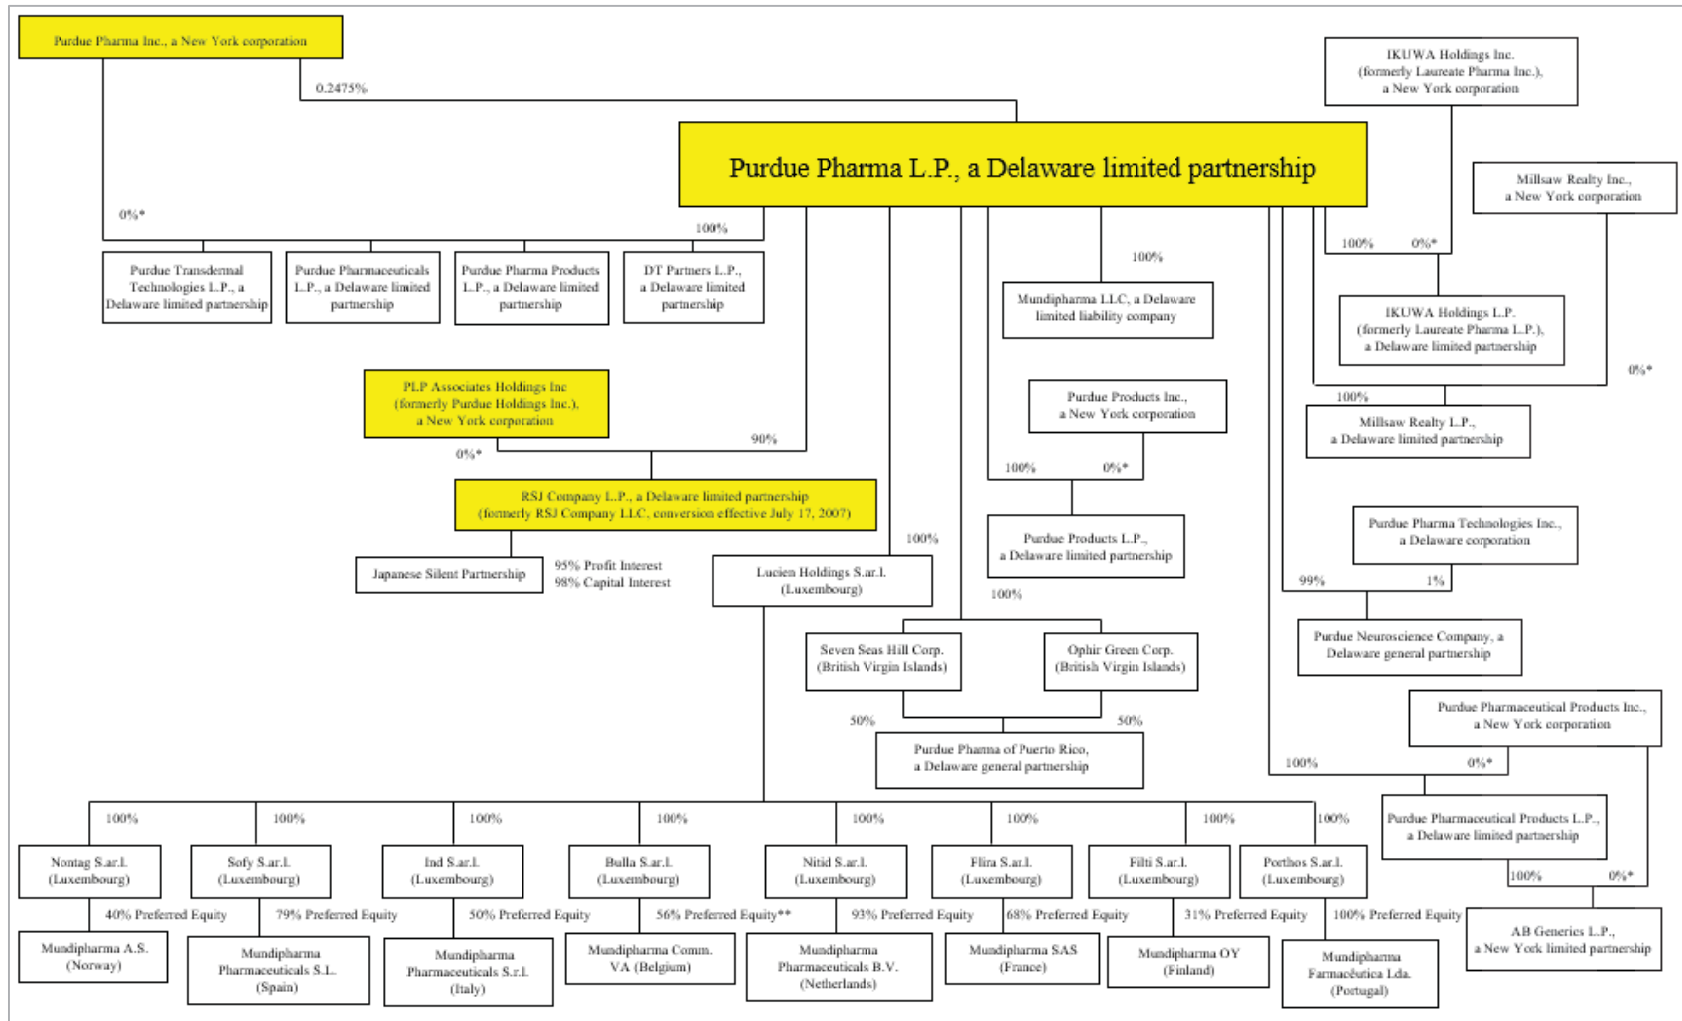 Purdue Pharma Inc., a New York corporation
0.2475%
IKUWA Holdings Inc.
(formerly Laureate Pharma Inc.),
a New York corporation
Purdue Pharma L.P., a Delaware limited partnership
Millsaw Realty Inc.,
a New York corporation
0%*
100%
Purdue Transdermal
Technologies L.P., a
Delaware limited partnership
Purdue Pharmaceuticals
L.P., a Delaware limited
partnership
Purdue Pharma Products
L.P., a Delaware limited
partnership
DT Partners L.P.,
a Delaware limited
partnership
100%
Mundipharma LLC, a Delaware
limited liability company
100%
0%*
IKUWA Holdings L.P.
(formerly Laureate Pharma L.P.),
a Delaware limited partnership
0%*
100%
Millsaw Realty L.P.,
a Delaware limited partnership
PLP Associates Holdings Inc
(formerly Purdue Holdings Inc.),
a New York corporation
0%*
90%
RSJ Company L.P., a Delaware limited partnership
(formerly RSJ Company LLC, conversion effective July 17, 2007)
Japanese Silent Partnership
95% Profit Interest
98% Capital Interest
Purdue Products Inc.,
a New York corporation
100%
0%*
Purdue Products L.P.,
a Delaware limited partnership
100%
Lucien Holdings S.ar.l.
(Luxembourg)
Purdue Pharma Technologies Inc.,
a Delaware corporation
99%
1%
Purdue Neuroscience Company, a
Delaware general partnership
100%
Seven Seas Hill Corp.
(British Virgin Islands)
Ophir Green Corp.
(British Virgin Islands)
50%
50%
Purdue Pharma of Puerto Rico,
a Delaware general partnership
Purdue Pharmaceutical Products Inc.,
a New York corporation
100%
0%*
Purdue Pharmaceutical Products L.P.,
a Delaware limited partnership
100%
0%*
AB Generics L.P.,
a New York limited partnership
100%
100%
100%
100%
100%
100%
100%
100%
Nontag S.ar.l.
(Luxembourg)
Sofy S.ar.l.
(Luxembourg)
Ind S.ar.l.
(Luxembourg)
Bulla S.ar.l.
(Luxembourg)
Nitid S.ar.l.
(Luxembourg)
Flira S.ar.l.
(Luxembourg)
Filti S.ar.l.
(Luxembourg)
Porthos S.ar.l.
(Luxembourg)
40% Preferred Equity
79% Preferred Equity
50% Preferred Equity
56% Preferred Equity**
93% Preferred Equity
68% Preferred Equity
31% Preferred Equity
100% Preferred Equity
Mundipharma A.S.
(Norway)
Mundipharma
Pharmaceuticals S.L.
(Spain)
Mundipharma
Pharmaceuticals S.r.l.
(Italy)
Mundipharma Comm.
VA (Belgium)
Mundipharma
Pharmaceuticals B.V.
(Netherlands)
Mundipharma SAS
(France)
Mundipharma OY
(Finland)
Mundipharma
Farmacêutica Lda.
(Portugal)